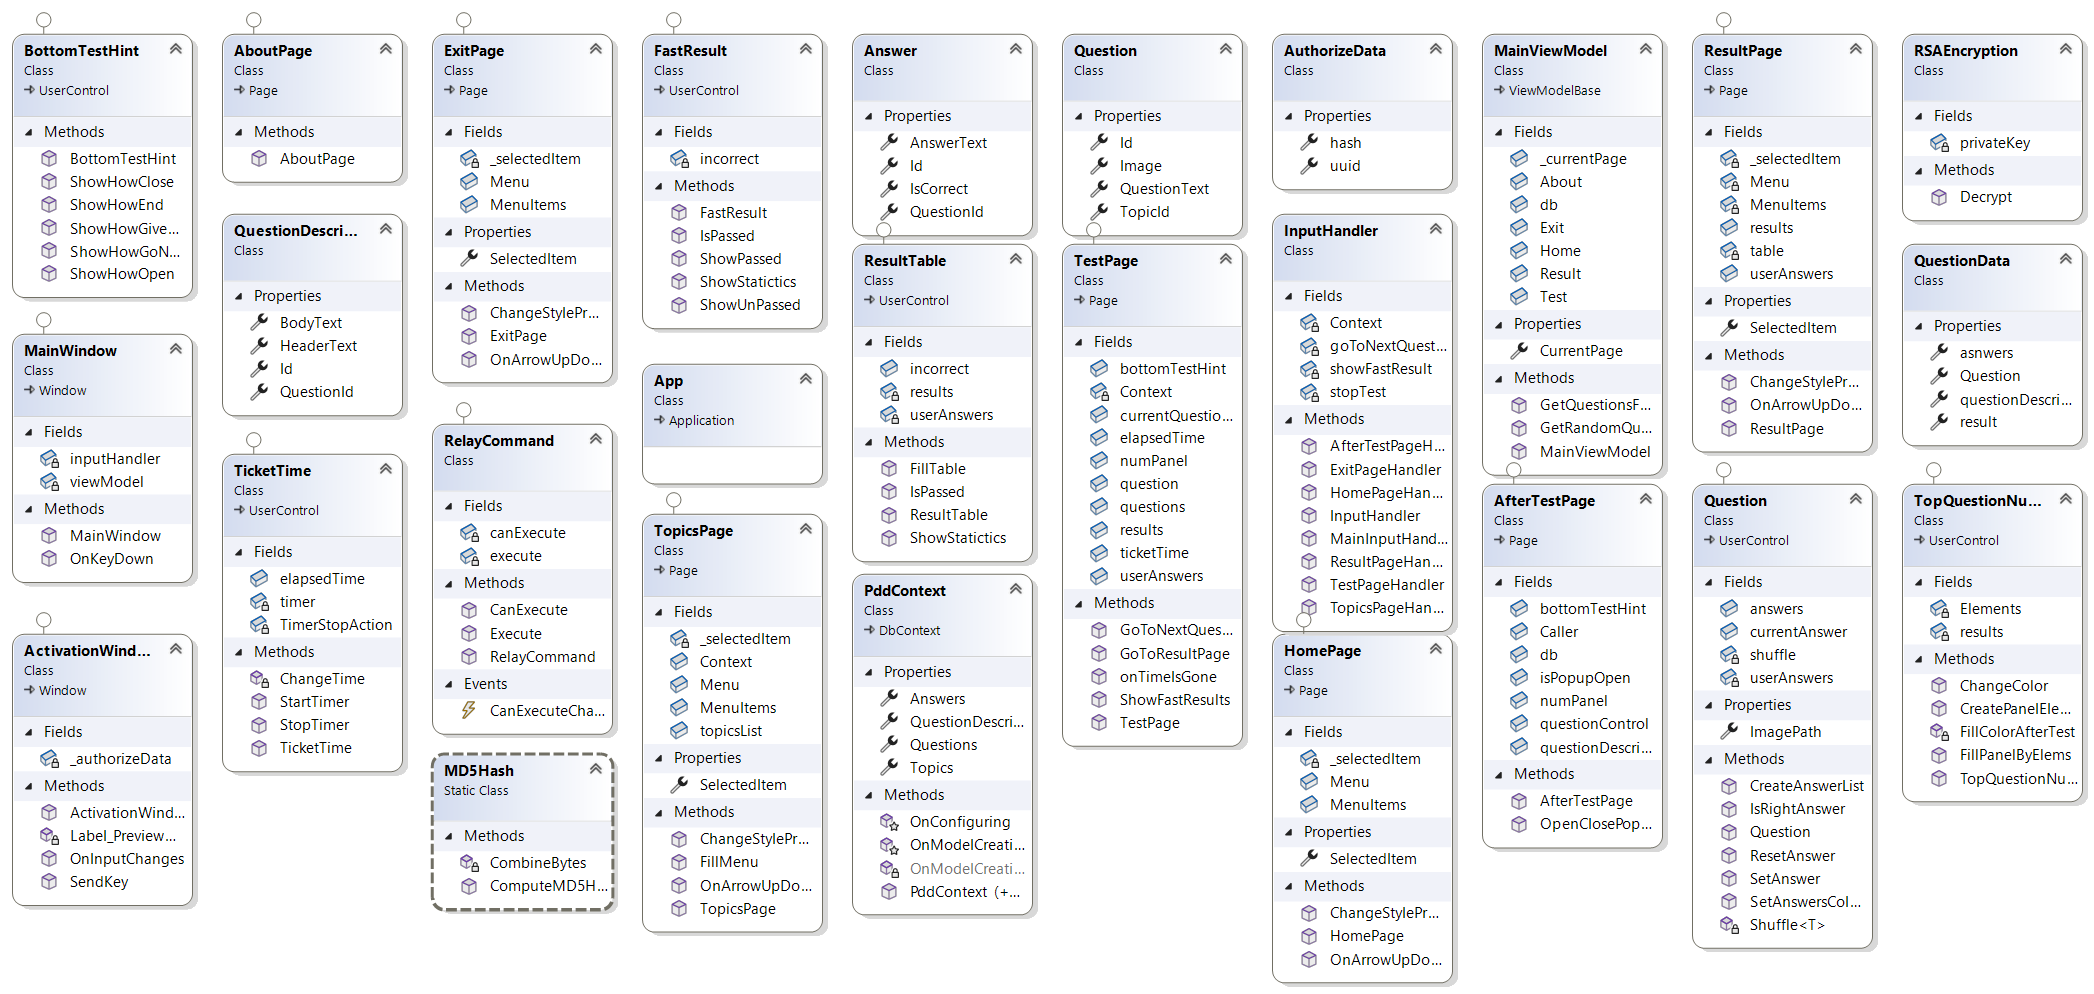 BottomTestHint
Class
UserControl
Methods
BottomTestHint
ShowHowClose
ShowHowEnd
ShowHowGive...
ShowHowGoN...
ShowHowOpen
MainWindow
Class
Window
Fields
inputHandler
viewModel
Methods
MainWindow
OnKeyDown
ActivationWind...
Class
Window
Fields
_authorizeData
Methods
ActivationWind...
Label_Preview...
OnInputChanges
SendKey
AboutPage
Class
Page
Methods
AboutPage
QuestionDescri...
Class
Properties
BodyText
HeaderText
Id
QuestionId
TicketTime
Class
UserControl
Fields
elapsedTime
timer
TimerStopAction
Methods
ChangeTime
StartTimer
StopTimer
TicketTime
ExitPage
Class
Page
Fields
_selectedItem
Menu
MenuItems
Properties
SelectedItem
Methods
ChangeStylePr...
ExitPage
OnArrowUpDo...
RelayCommand
Class
Fields
canExecute
execute
Methods
CanExecute
Execute
RelayCommand
Events
CanExecuteCha...
MD5Hash
Static Class
Methods
CombineBytes
ComputeMD5H...
FastResult
Class
UserControl
Fields
incorrect
Methods
FastResult
IsPassed
ShowPassed
ShowStatictics
ShowUnPassed
App
Class
Application
TopicsPage
Class
Page
Fields
_selectedItem
Context
Menu
MenuItems
topicsList
Properties
SelectedItem
Methods
ChangeStylePr...
FillMenu
OnArrowUpDo...
TopicsPage
Answer
Class
Properties
AnswerText
Id
IsCorrect
QuestionId
ResultTable
Class
UserControl
Fields
incorrect
results
userAnswers
Methods
FillTable
IsPassed
ResultTable
ShowStatictics
PddContext
Class
DbContext
Properties
Answers
QuestionDescri...
Questions
Topics
Methods
OnConfiguring
OnModelCreati...
OnModelCreati...
PddContext (+...
Question
Class
Properties
Id
Image
QuestionText
TopicId
TestPage
Class
Page
Fields
bottomTestHint
Context
currentQuestio...
elapsedTime
numPanel
question
questions
results
ticketTime
userAnswers
Methods
GoToNextQues...
GoToResultPage
onTimeIsGone
ShowFastResults
TestPage
AuthorizeData
Class
Properties
hash
uuid
InputHandler
Class
Fields
Context
goToNextQuest...
showFastResult
stopTest
Methods
AfterTestPageH...
ExitPageHandler
HomePageHan...
InputHandler
MainInputHand...
ResultPageHan...
TestPageHandler
TopicsPageHan...
HomePage
Class
Page
Fields
_selectedItem
Menu
MenuItems
Properties
SelectedItem
Methods
ChangeStylePr...
HomePage
OnArrowUpDo...
MainViewModel
Class
ViewModelBase
Fields
_currentPage
About
db
Exit
Home
Result
Test
Properties
CurrentPage
Methods
GetQuestionsF...
GetRandomQu...
MainViewModel
AfterTestPage
Class
Page
Fields
bottomTestHint
Caller
db
isPopupOpen
numPanel
questionControl
questionDescri...
Methods
AfterTestPage
OpenClosePop...
ResultPage
Class
Page
Fields
_selectedItem
Menu
MenuItems
results
table
userAnswers
Properties
SelectedItem
Methods
ChangeStylePr...
OnArrowUpDo...
ResultPage
Question
Class
UserControl
Fields
answers
currentAnswer
shuffle
userAnswers
Properties
ImagePath
Methods
CreateAnswerList
IsRightAnswer
Question
ResetAnswer
SetAnswer
SetAnswersCol...
Shuffle<T>
RSAEncryption
Class
Fields
privateKey
Methods
Decrypt
QuestionData
Class
Properties
asnwers
Question
questionDescri...
result
TopQuestionNu...
Class
UserControl
Fields
Elements
results
Methods
ChangeColor
CreatePanelEle...
FillColorAfterTest
FillPanelByElems
TopQuestionNu...